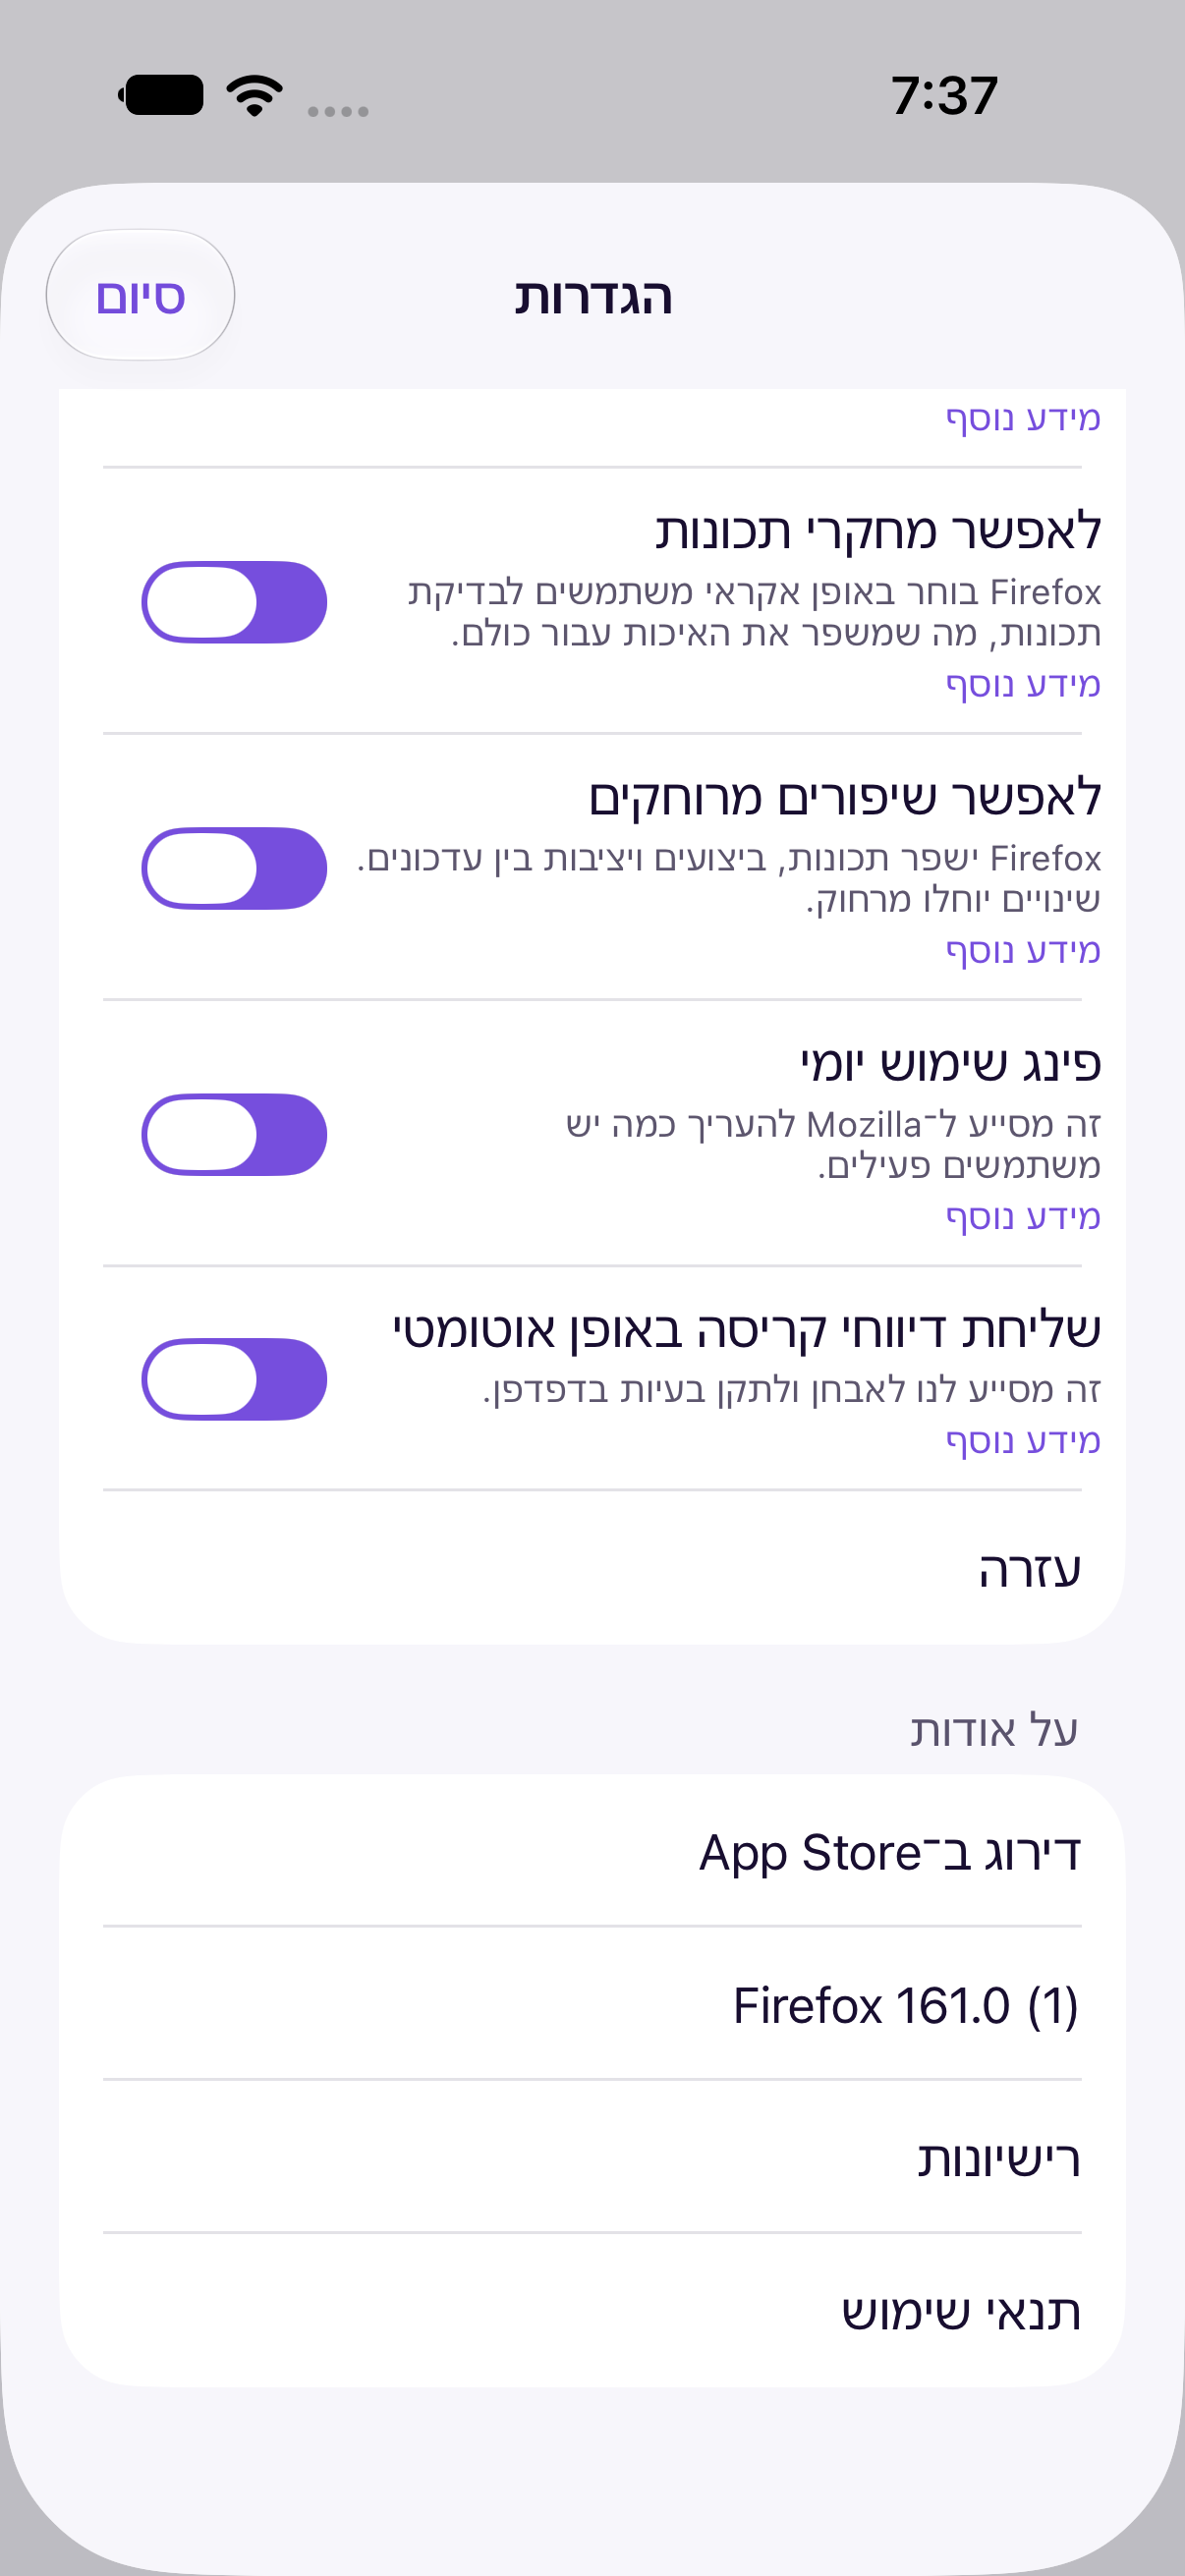 7:37
הגדרות
סיום
מידע נוסף
לאפשר מחקרי תכונות
Firefox בוחר באופן אקראי משתמשים לבדיקת
תכונות, מה שמשפר את האיכות עבור כולם.
מידע נוסף
לאפשר שיפורים מרוחקים
Firefox ישפר תכונות, ביצועים ויציבות בין עדכונים.
שינויים יוחלו מרחוק.
מידע נוסף
פינג שימוש יומי
זה מסייע ל־Mozilla להעריך כמה יש
משתמשים פעילים.
מידע נוסף
שליחת דיווחי קריסה באופן אוטומטי
זה מסייע לנו לאבחן ולתקן בעיות בדפדפן.
מידע נוסף
עזרה
על אודות
דירוג ב־App Store
Firefox 161.0 (1)
רישיונות
תנאי שימוש